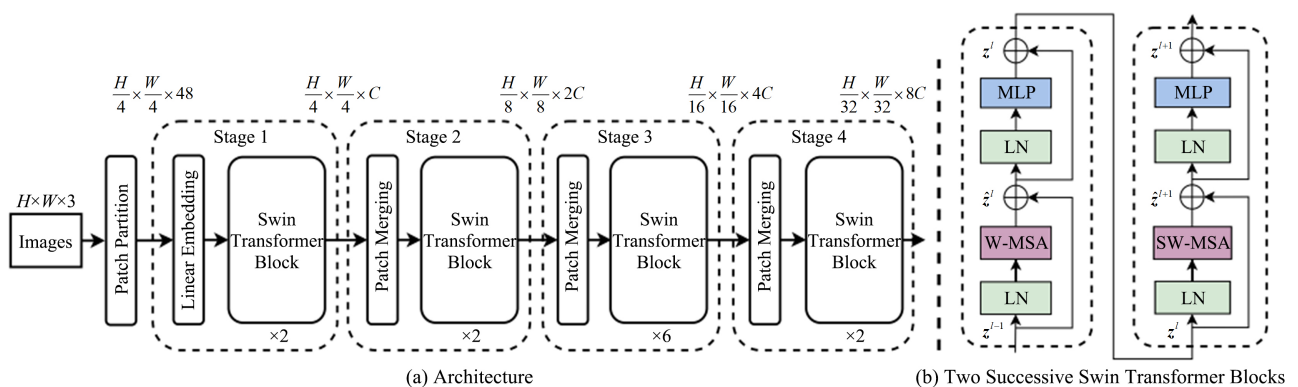 H/4 × W/4 × 48
H/4 × W/4 × C
H/8 × W/8 × 2C
H/16 × W/16 × 4C
H/32 × W/32 × 8C
H×W×3
Images
Patch Partition
Stage 1
Linear Embedding
Swin
Transformer
Block
×2
Stage 2
Patch Merging
Swin
Transformer
Block
×2
Stage 3
Patch Merging
Swin
Transformer
Block
×6
Stage 4
Patch Merging
Swin
Transformer
Block
×2
(a) Architecture
z^l
MLP
LN
ẑ^l
W-MSA
LN
z^{l-1}
z^{l+1}
MLP
LN
ẑ^{l+1}
SW-MSA
LN
z^l
(b) Two Successive Swin Transformer Blocks